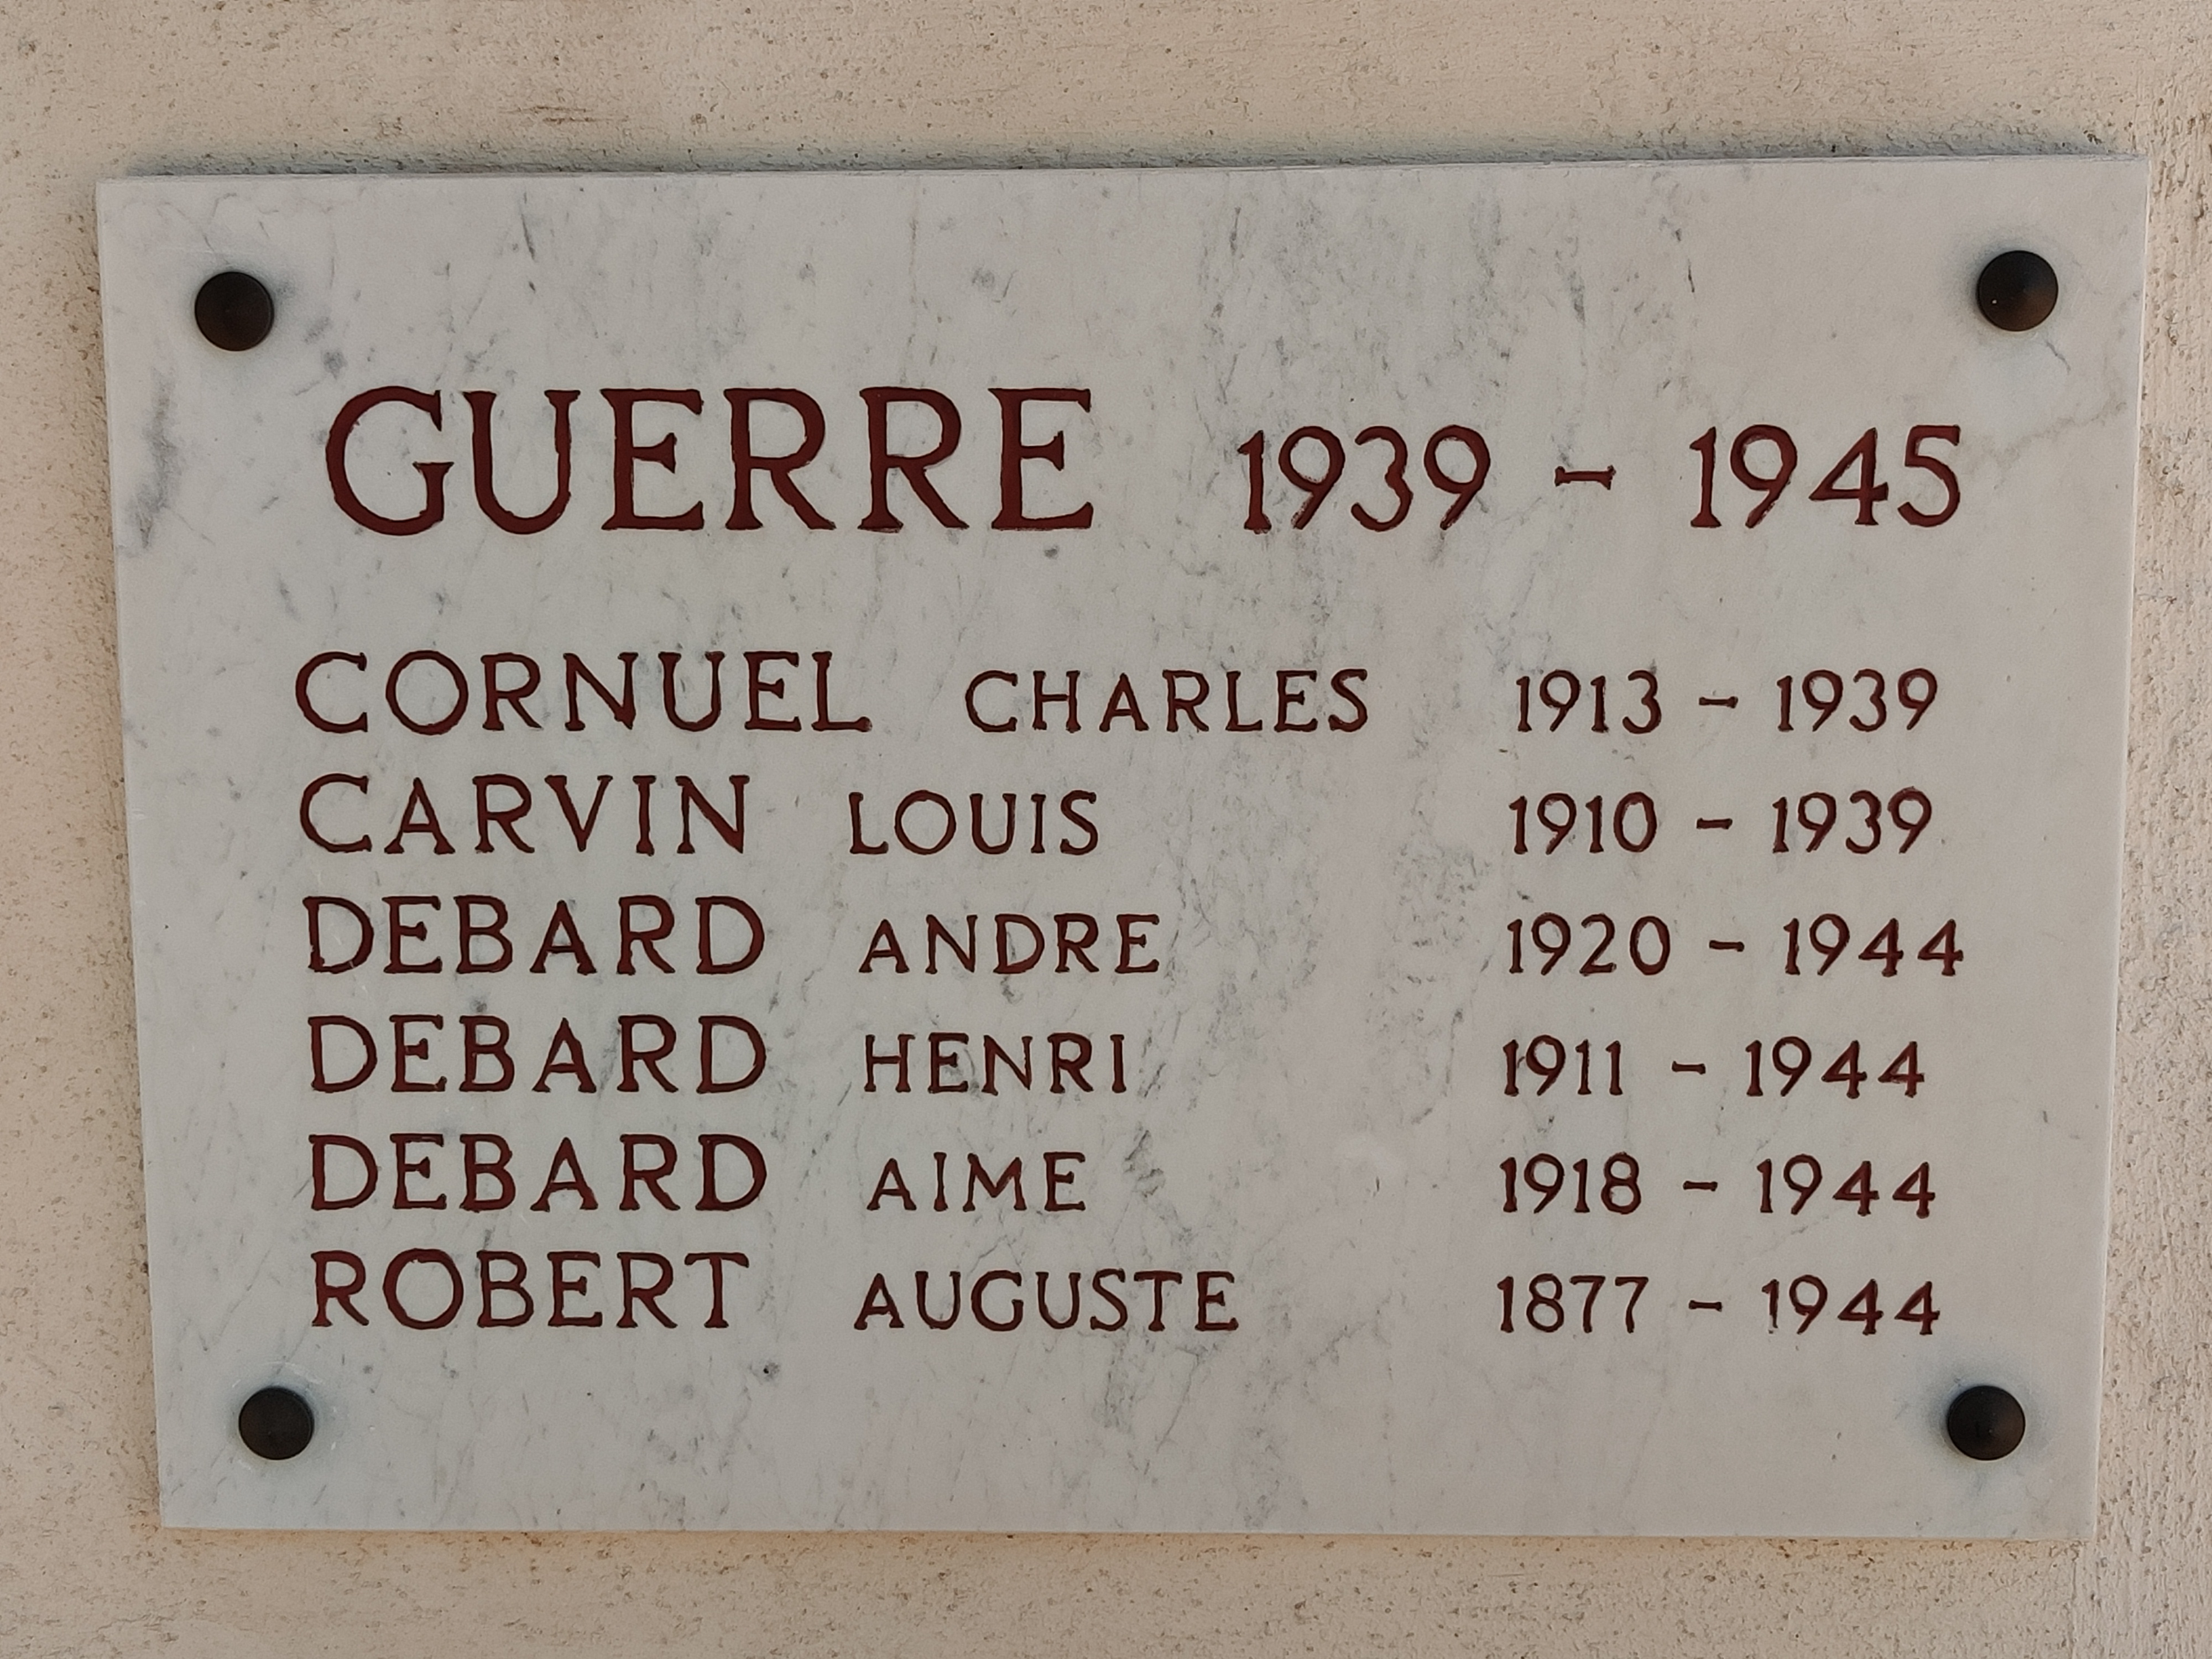 GUERRE 1939 - 1945
CORNUEL CHARLES 1913 - 1939
CARVIN LOUIS 1910 - 1939
DEBARD ANDRE 1920 - 1944
DEBARD HENRI 1911 - 1944
DEBARD AIME 1918 - 1944
ROBERT AUGUSTE 1877 - 1944